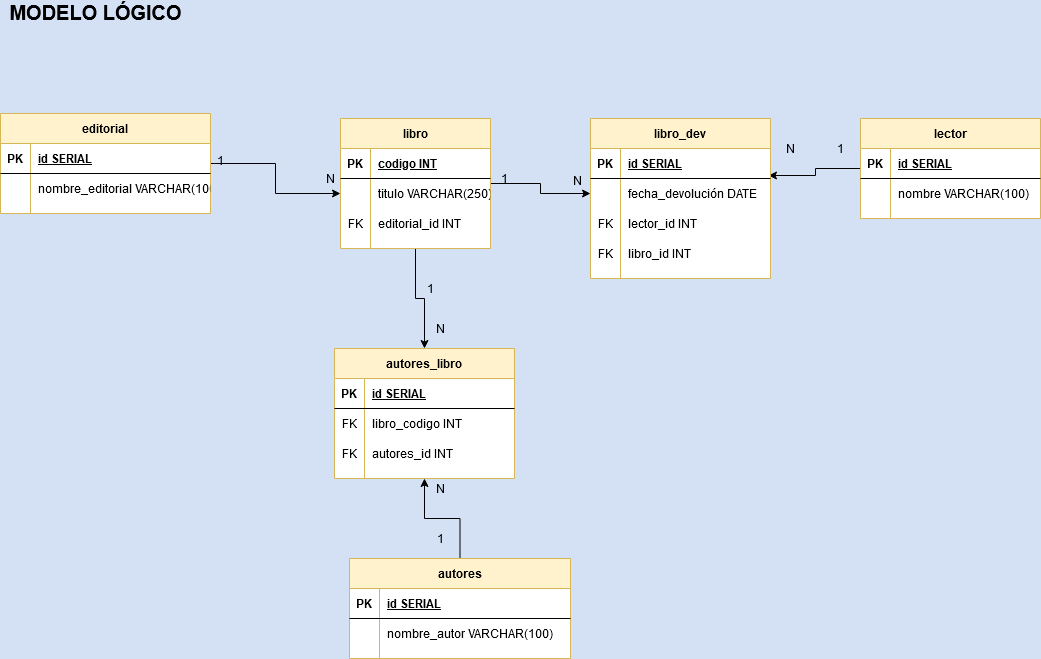 MODELO LÓGICO
editorial
PK id SERIAL
nombre_editorial VARCHAR(10
1
N
libro
PK codigo INT
titulo VARCHAR(250)
FK editorial_id INT
1
N
libro_dev
PK id SERIAL
fecha_devolución DATE
FK lector_id INT
FK libro_id INT
N
1
lector
PK id SERIAL
nombre VARCHAR(100)
1
N
autores_libro
PK id SERIAL
FK libro_codigo INT
FK autores_id INT
N
1
autores
PK id SERIAL
nombre_autor VARCHAR(100)